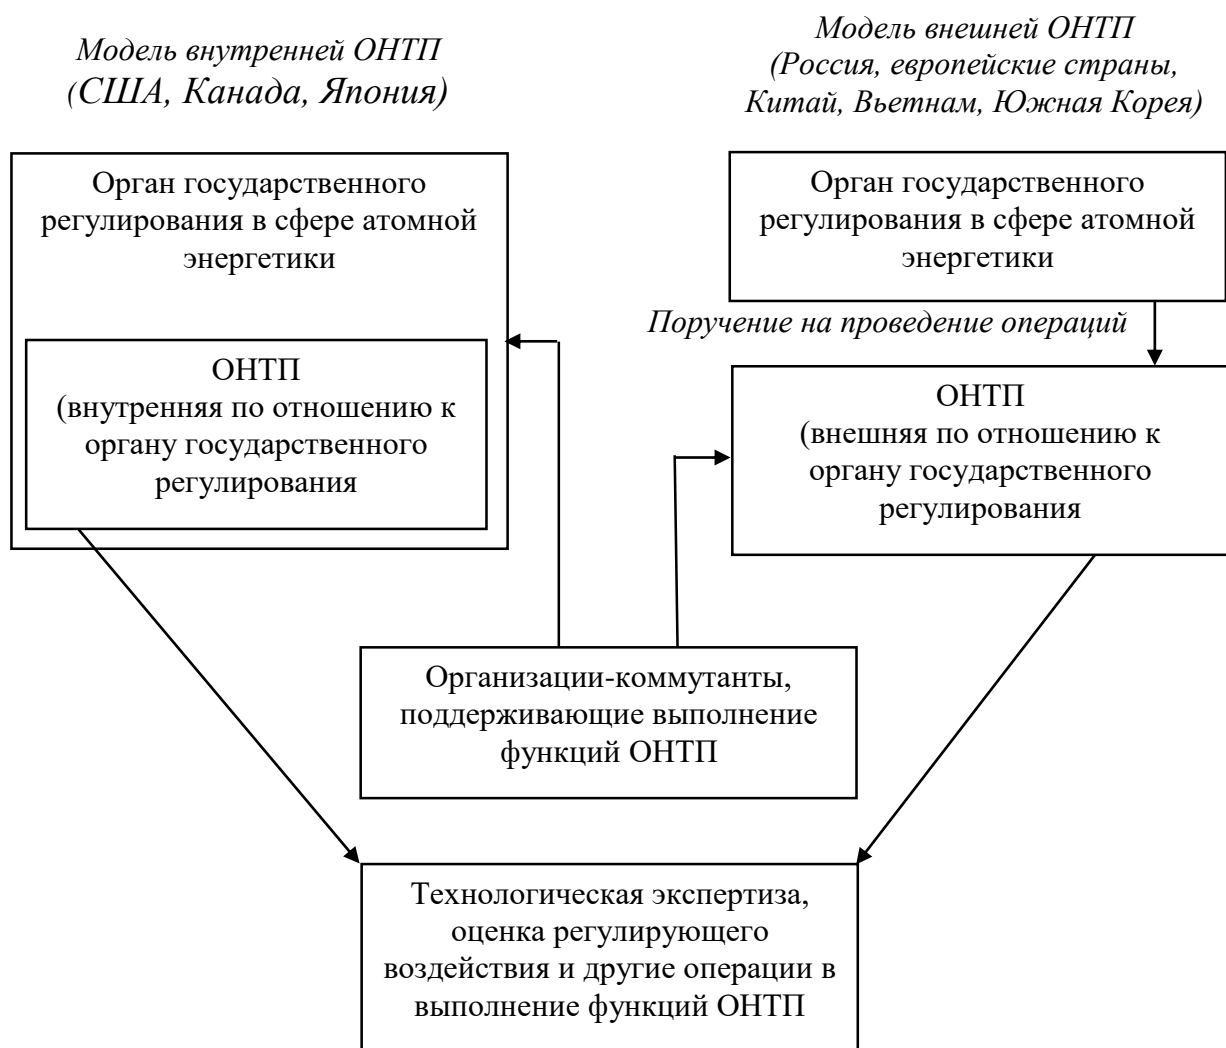 Модель внутренней ОНТП
(США, Канада, Япония)
Модель внешней ОНТП
(Россия, европейские страны,
Китай, Вьетнам, Южная Корея)
Орган государственного
регулирования в сфере атомной
энергетики
ОНТП
(внутренняя по отношению к
органу государственного
регулирования
Орган государственного
регулирования в сфере атомной
энергетики
Поручение на проведение операций
ОНТП
(внешняя по отношению к
органу государственного
регулирования
Организации-коммутанты,
поддерживающие выполнение
функций ОНТП
Технологическая экспертиза,
оценка регулирующего
воздействия и другие операции в
выполнение функций ОНТП